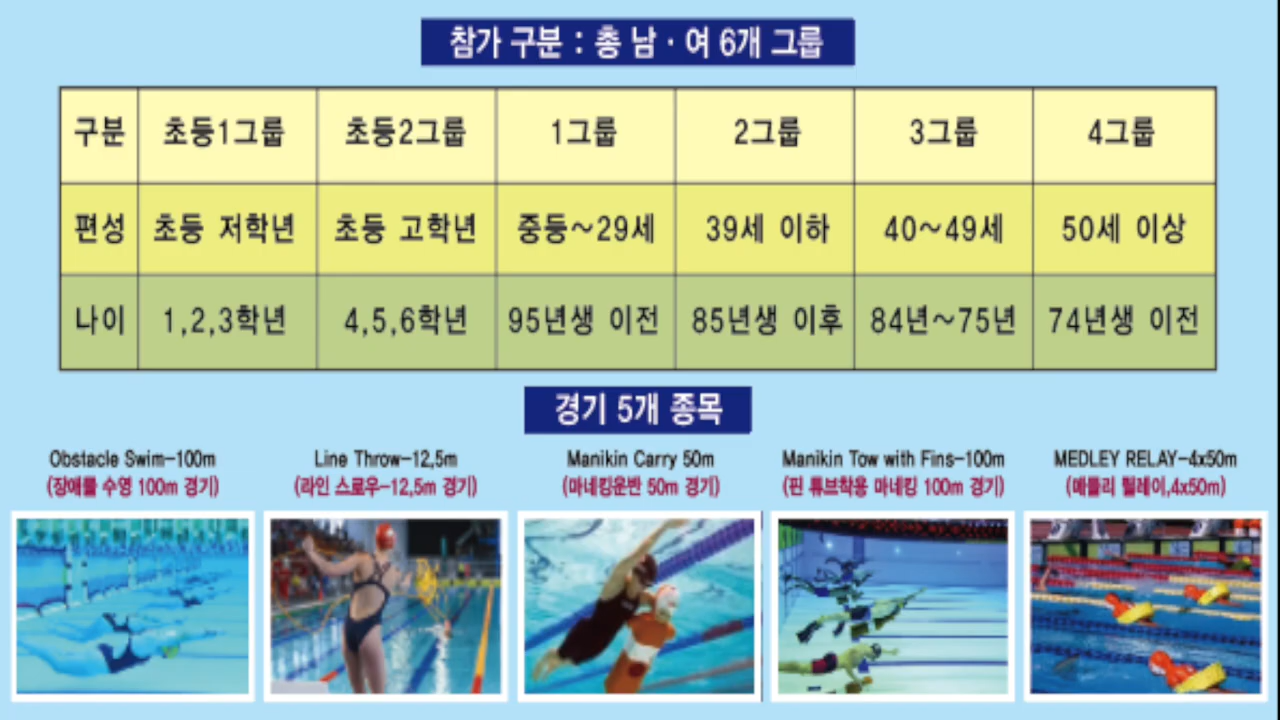 참가 구분 : 총 남 · 여 6개 그룹
구분 초등1그룹 초등2그룹 1그룹 2그룹 3그룹 4그룹
편성 초등 저학년 초등 고학년 중등~29세 39세 이하 40~49세 50세 이상
나이 1,2,3학년 4,5,6학년 95년생 이전 85년생 이후 84년~75년 74년생 이전
경기 5개 종목
Obstacle Swim-100m Line Throw-12,5m Manikin Carry 50m Manikin Tow with Fins-100m MEDLEY RELAY-4x50m
(장애물 수영 100m 경기) (라인 스로우-12,5m 경기) (마네킹운반 50m 경기) (핀 튜브착용 마네킹 100m 경기) (메들리 릴레이,4x50m)